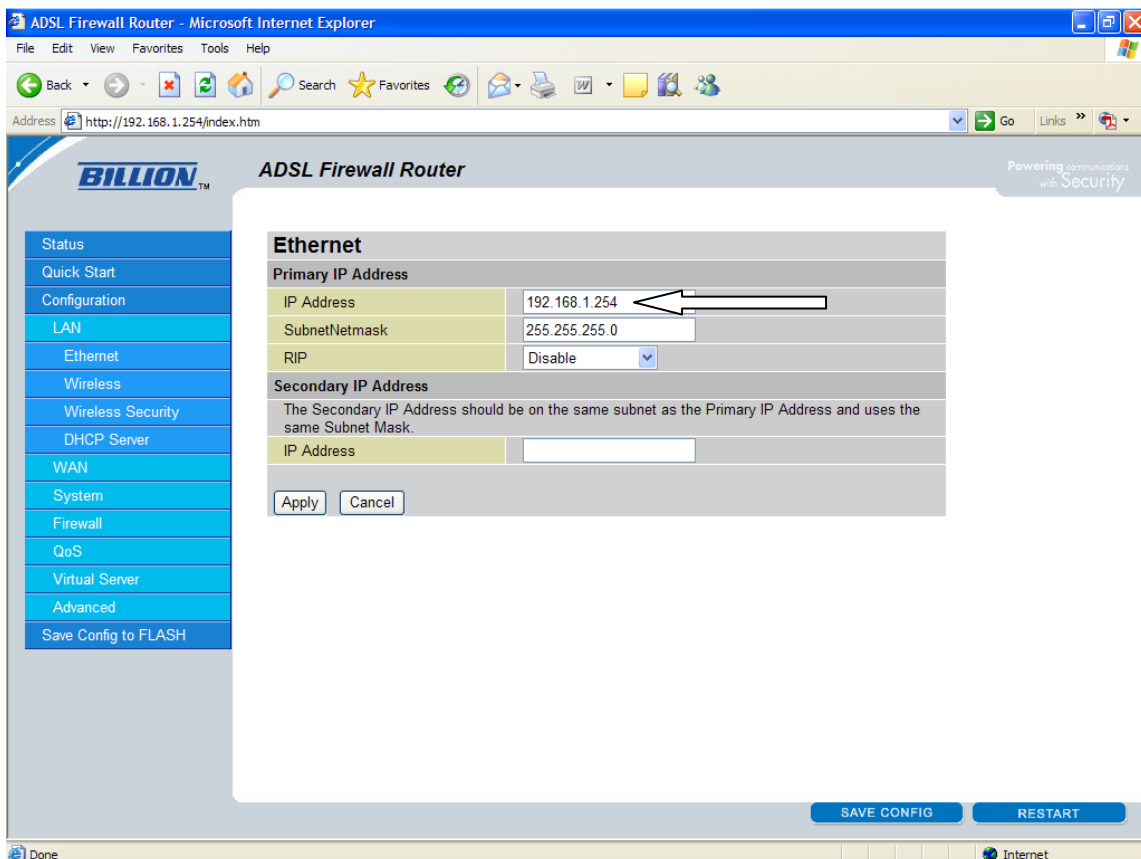 ADSL Firewall Router - Microsoft Internet Explorer
File Edit View Favorites Tools Help
Back Search Favorites
Address http://192.168.1.254/index.htm Go Links »
BILLION TM
ADSL Firewall Router
Powering communications
with Security
Status
Quick Start
Configuration
LAN
Ethernet
Wireless
Wireless Security
DHCP Server
WAN
System
Firewall
QoS
Virtual Server
Advanced
Save Config to FLASH
Ethernet
Primary IP Address
IP Address 192.168.1.254
SubnetNetmask 255.255.255.0
RIP Disable
Secondary IP Address
The Secondary IP Address should be on the same subnet as the Primary IP Address and uses the
same Subnet Mask.
IP Address
Apply Cancel
SAVE CONFIG RESTART
Done Internet